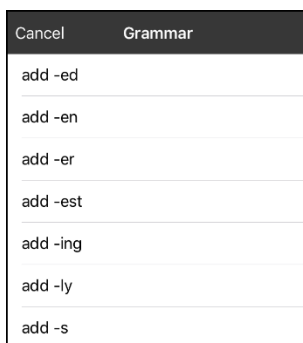 Cancel Grammar
add -ed
add -en
add -er
add -est
add -ing
add -ly
add -s